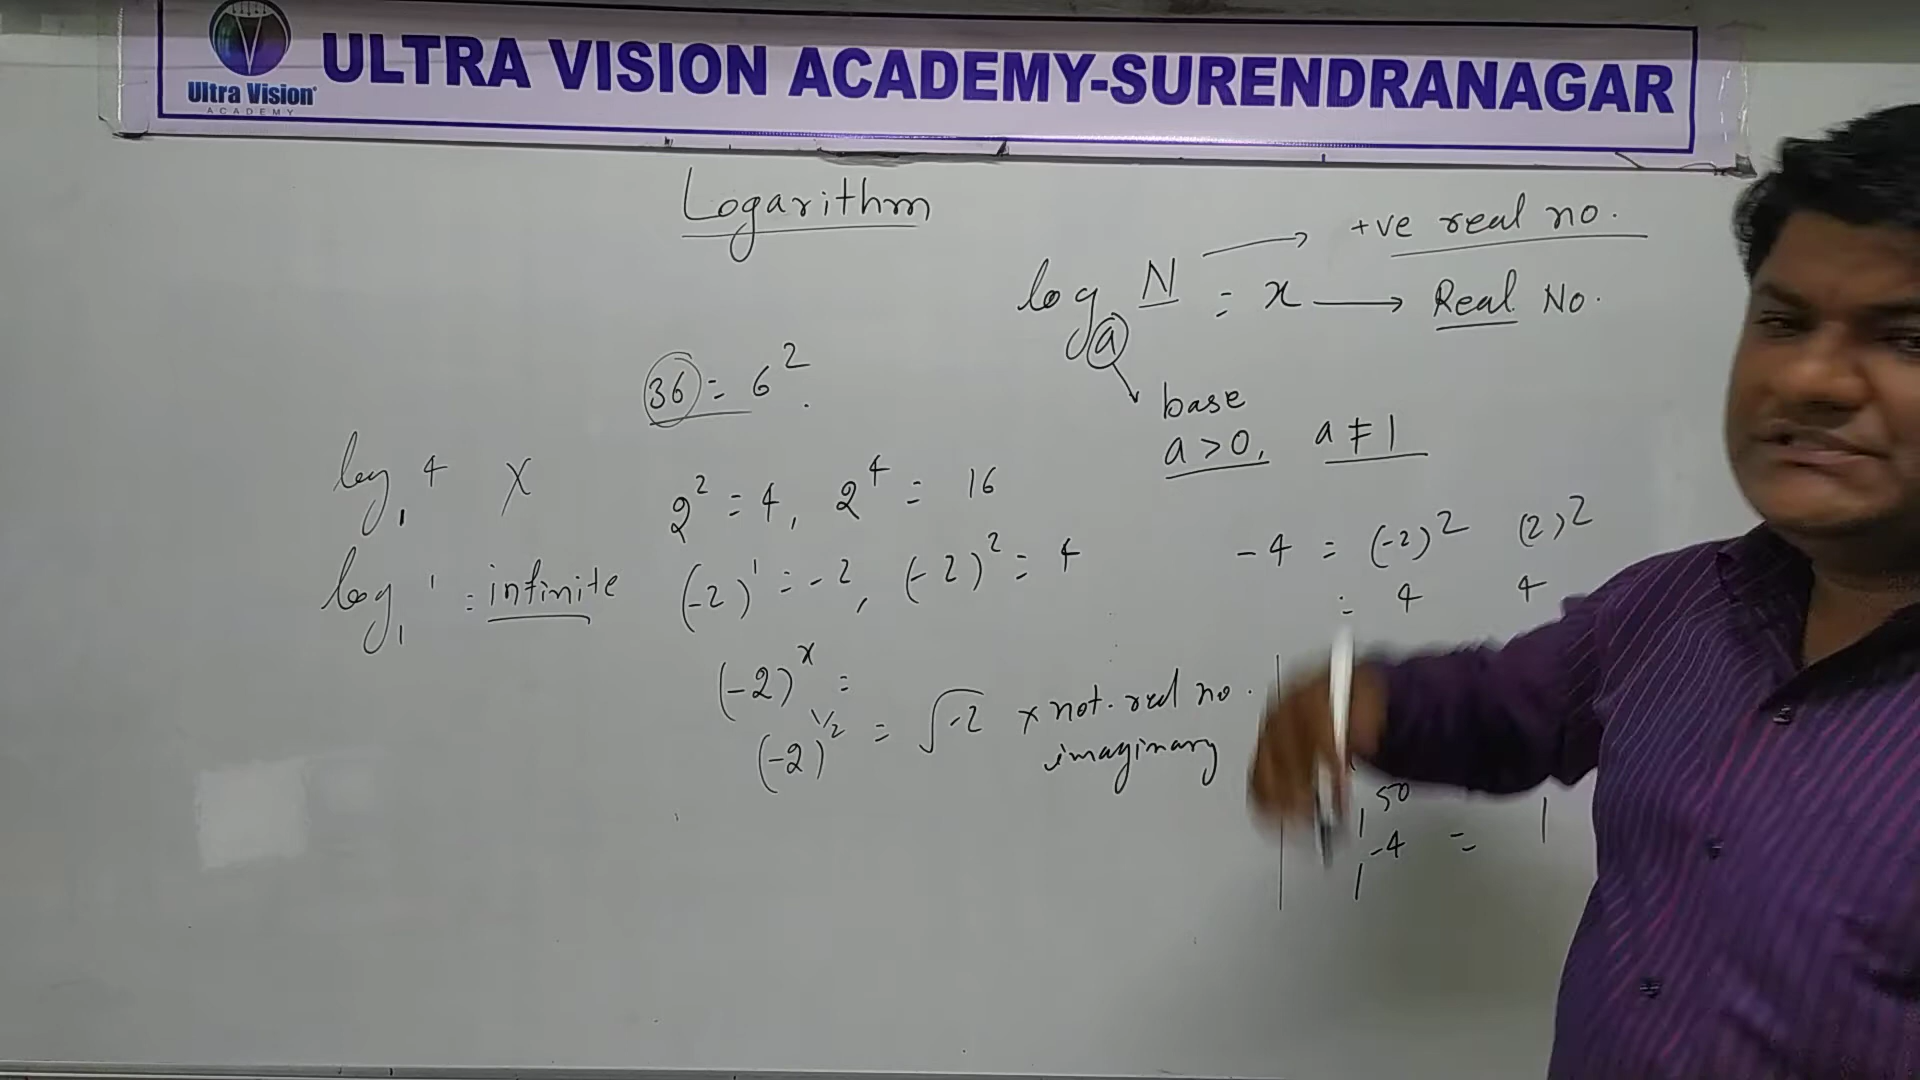 ULTRA VISION ACADEMY-SURENDRANAGAR
Ultra Vision
ACADEMY
Logarithm
+ve real no.
log_a N = x → Real No.
base
a > 0, a ≠ 1
36 = 6^2
log_1 4 X
2^2 = 4, 2^4 = 16
-4 = (-2)^2 (2)^2
= 4 4
log_1 1 = infinite
(-2)^1 = -2, (-2)^2 = 4
(-2)^x =
(-2)^1/2 = √-2 x not. real no.
imaginary
1^50
1^-4 = 1